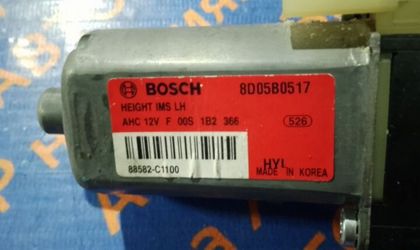 BOSCH
8D05B0517
HEIGHT IMS LH
AHC 12V F 00S 1B2 366
526
88582-C1100
HYL
MADE IN KOREA